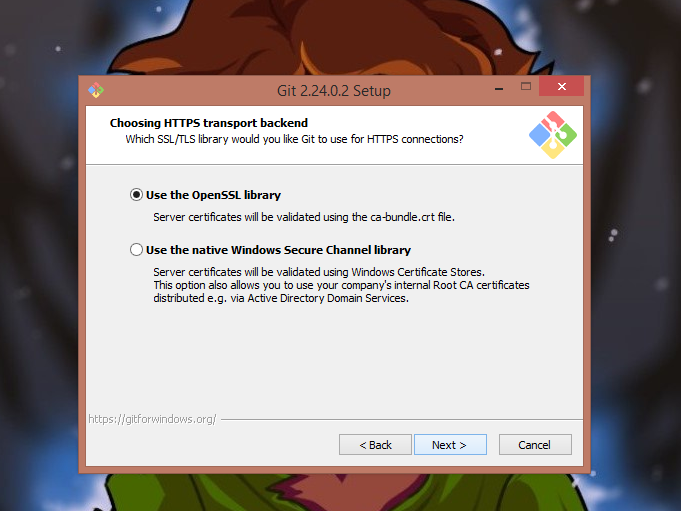 Git 2.24.0.2 Setup
Choosing HTTPS transport backend
Which SSL/TLS library would you like Git to use for HTTPS connections?
Use the OpenSSL library
Server certificates will be validated using the ca-bundle.crt file.
Use the native Windows Secure Channel library
Server certificates will be validated using Windows Certificate Stores.
This option also allows you to use your company's internal Root CA certificates
distributed e.g. via Active Directory Domain Services.
https://gitforwindows.org/
< Back
Next >
Cancel